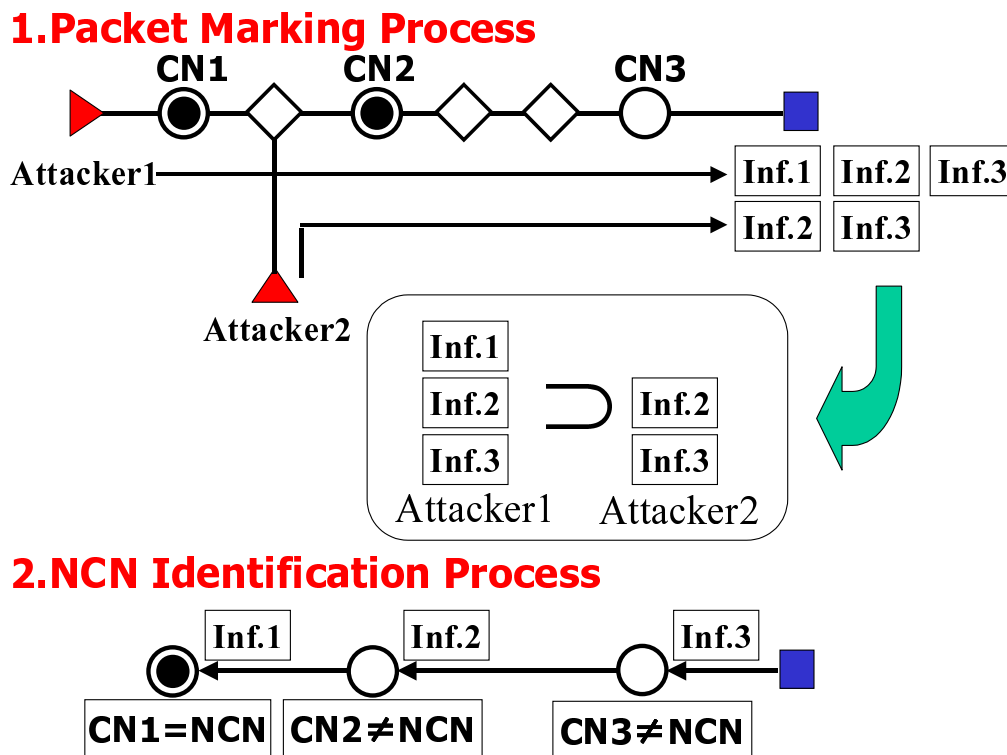 1.Packet Marking Process
CN1 CN2 CN3
Attacker1 Inf.1 Inf.2 Inf.3
Inf.2 Inf.3
Attacker2
Inf.1
Inf.2 Inf.2
Inf.3 Inf.3
Attacker1 Attacker2
2.NCN Identification Process
Inf.1 Inf.2 Inf.3
CN1=NCN CN2≠NCN CN3≠NCN